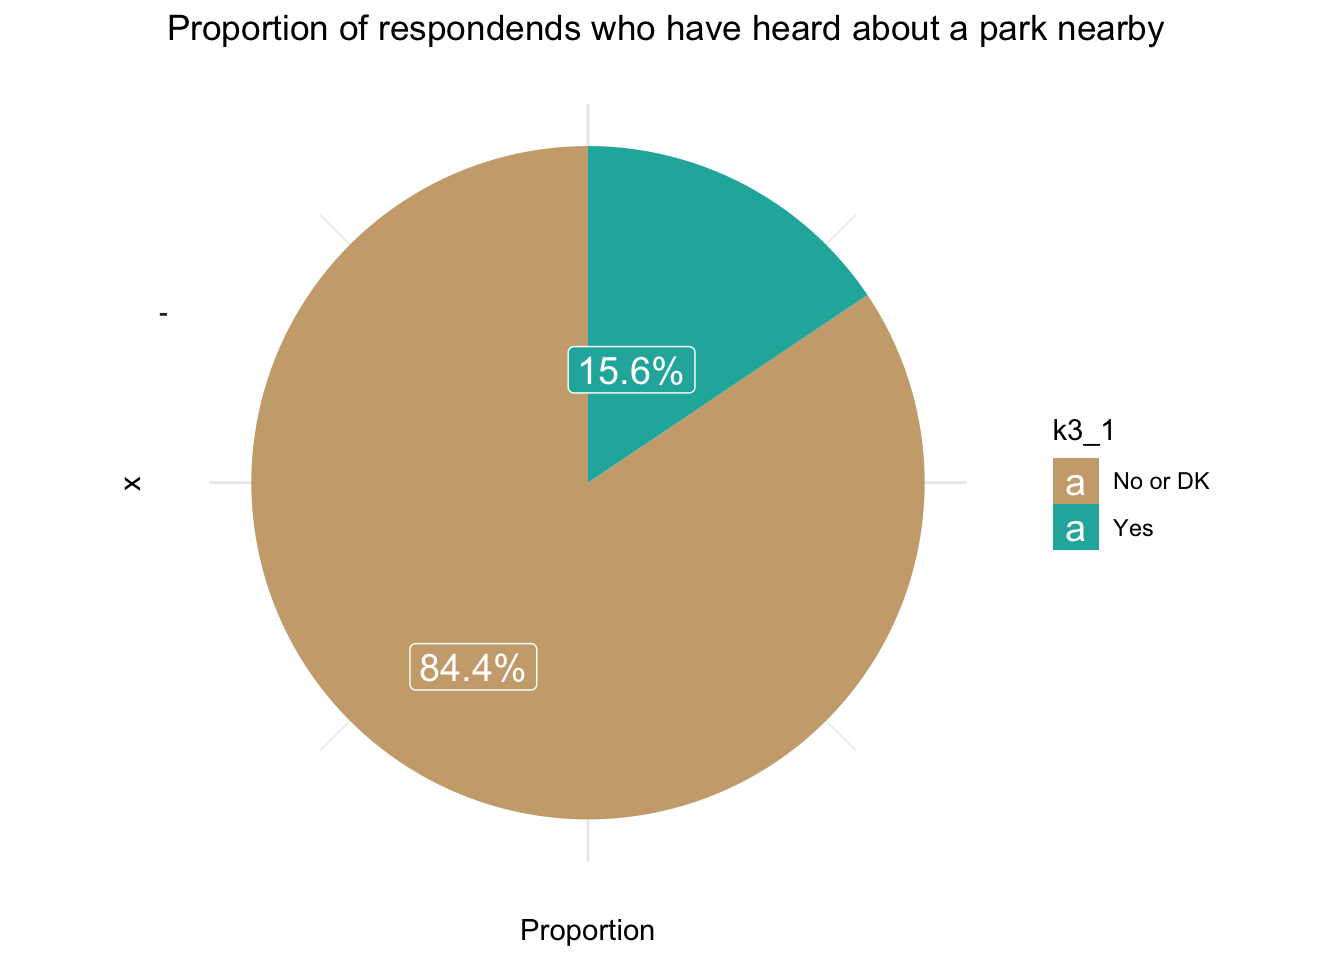 Proportion of respondends who have heard about a park nearby
15.6%
-
x
k3_1
a No or DK
a Yes
84.4%
Proportion